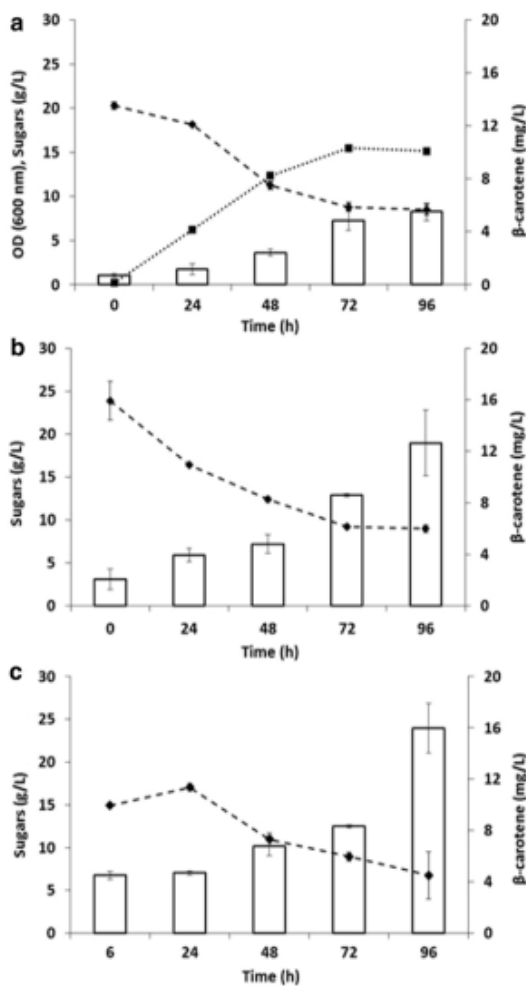 a
OD (600 nm), Sugars (g/L)
30
25
20
15
10
5
0
20
16
12
8
4
0
β-carotene (mg/L)
0 24 48 72 96
Time (h)
b
Sugars (g/L)
30
25
20
15
10
5
0
20
16
12
8
4
0
β-carotene (mg/L)
0 24 48 72 96
Time (h)
c
Sugars (g/L)
30
25
20
15
10
5
0
20
16
12
8
4
0
β-carotene (mg/L)
6 24 48 72 96
Time (h)